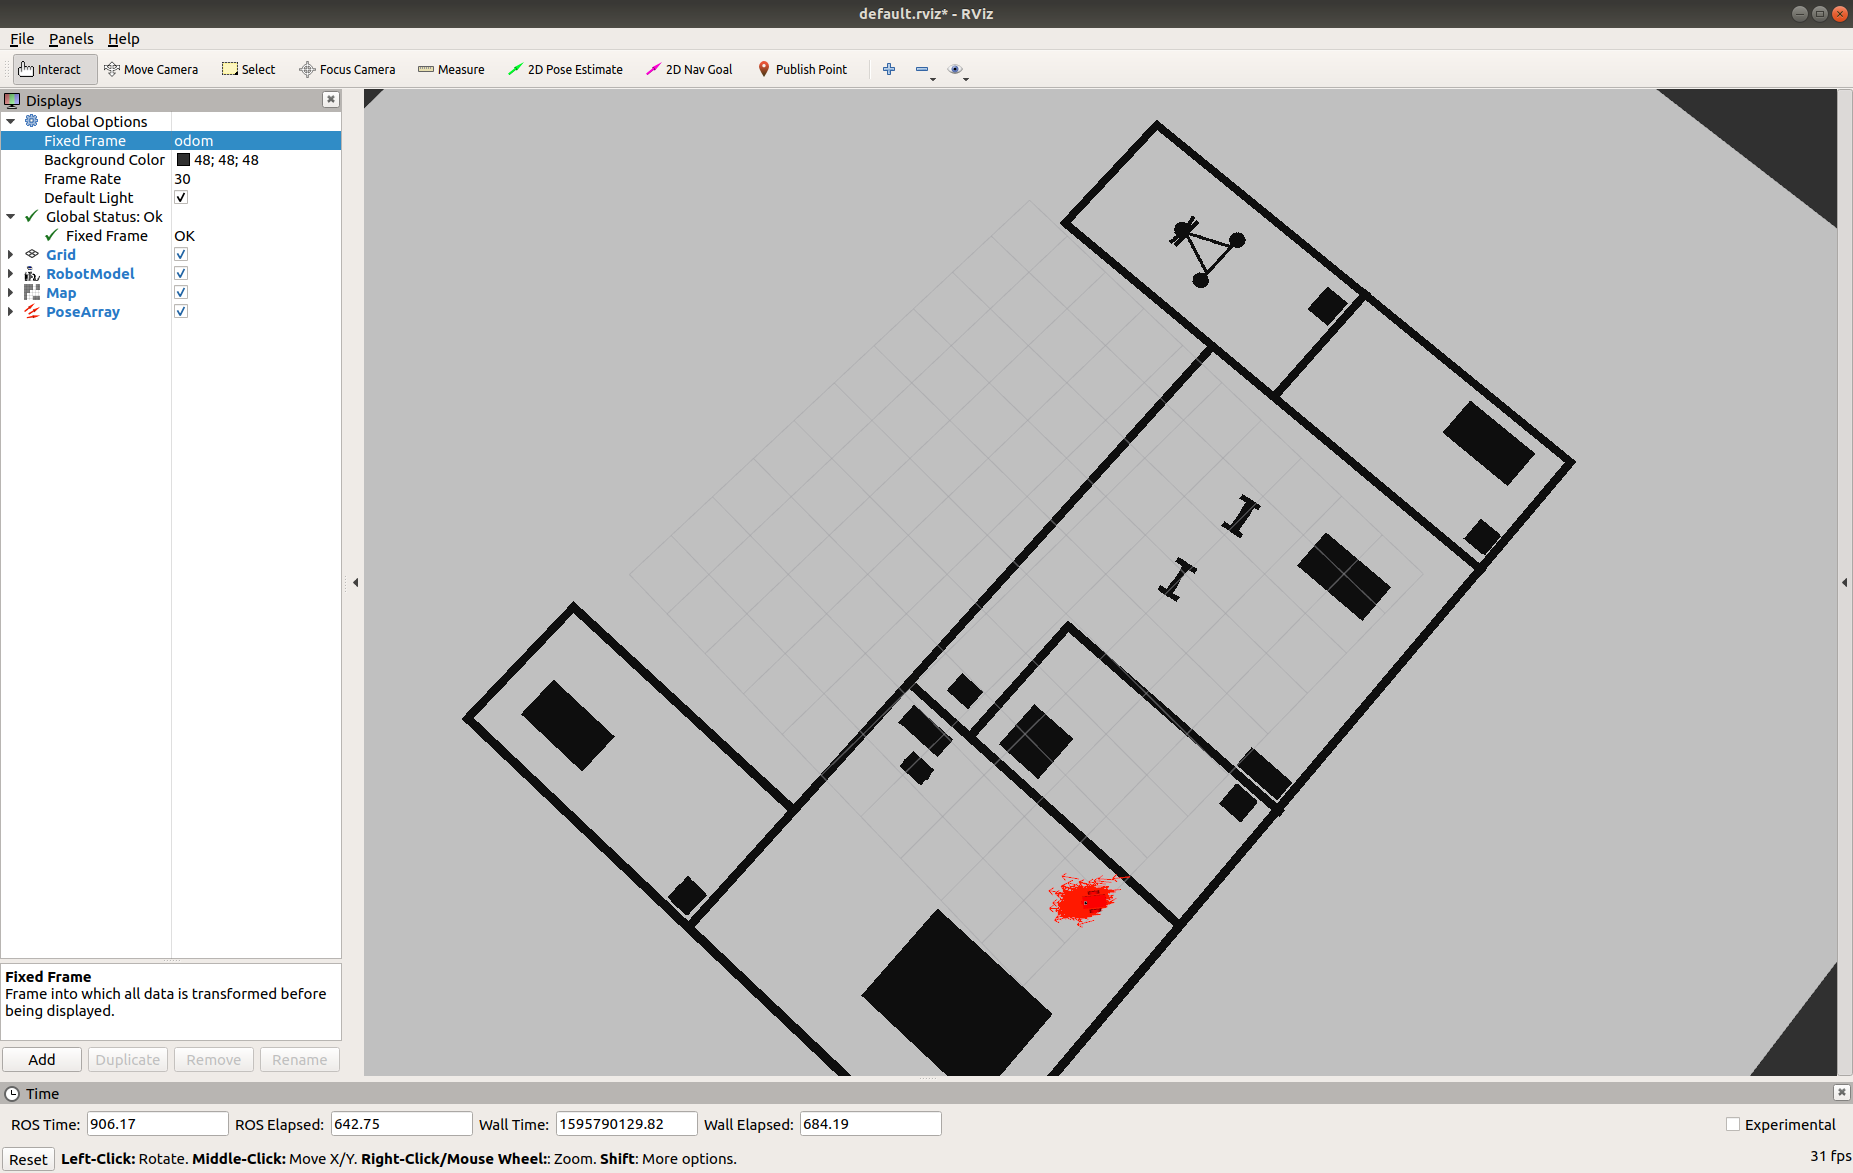 default.rviz* - RViz
File Panels Help
Interact Move Camera Select Focus Camera Measure 2D Pose Estimate 2D Nav Goal Publish Point
Displays
Global Options
Fixed Frame odom
Background Color 48; 48; 48
Frame Rate 30
Default Light
Global Status: Ok
Fixed Frame OK
Grid
RobotModel
Map
PoseArray
Fixed Frame
Frame into which all data is transformed before
being displayed.
Add Duplicate Remove Rename
Time
ROS Time: 906.17 ROS Elapsed: 642.75 Wall Time: 1595790129.82 Wall Elapsed: 684.19 Experimental
Reset Left-Click: Rotate. Middle-Click: Move X/Y. Right-Click/Mouse Wheel:: Zoom. Shift: More options. 31 fps